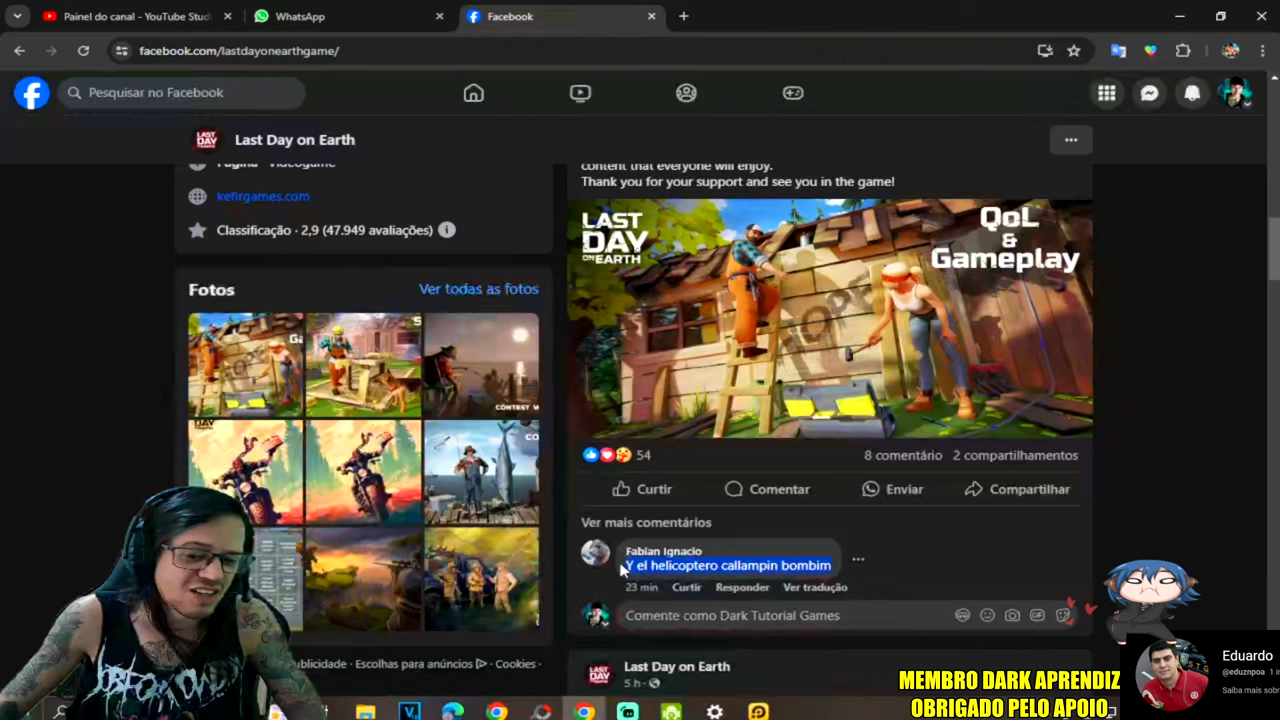 Painel do canal - YouTube Stud
WhatsApp
Facebook
facebook.com/lastdayonearthgame/
Pesquisar no Facebook
Last Day on Earth
Página · Videogame
kefirgames.com
Classificação · 2,9 (47.949 avaliações)
Fotos
Ver todas as fotos
content that everyone will enjoy.
Thank you for your support and see you in the game!
LAST
DAY
ON EARTH
QoL
&
Gameplay
HOPE
54
8 comentário
2 compartilhamentos
Curtir
Comentar
Enviar
Compartilhar
Ver mais comentários
Fabian Ignacio
Y el helicoptero callampin bombim
23 min
Curtir
Responder
Ver tradução
Comente como Dark Tutorial Games
Last Day on Earth
5 h
Publicidade · Escolhas para anúncios · Cookies ·
MEMBRO DARK APRENDIZ
OBRIGADO PELO APOIO
Eduardo
@eduznpoa
Saiba mais sobr